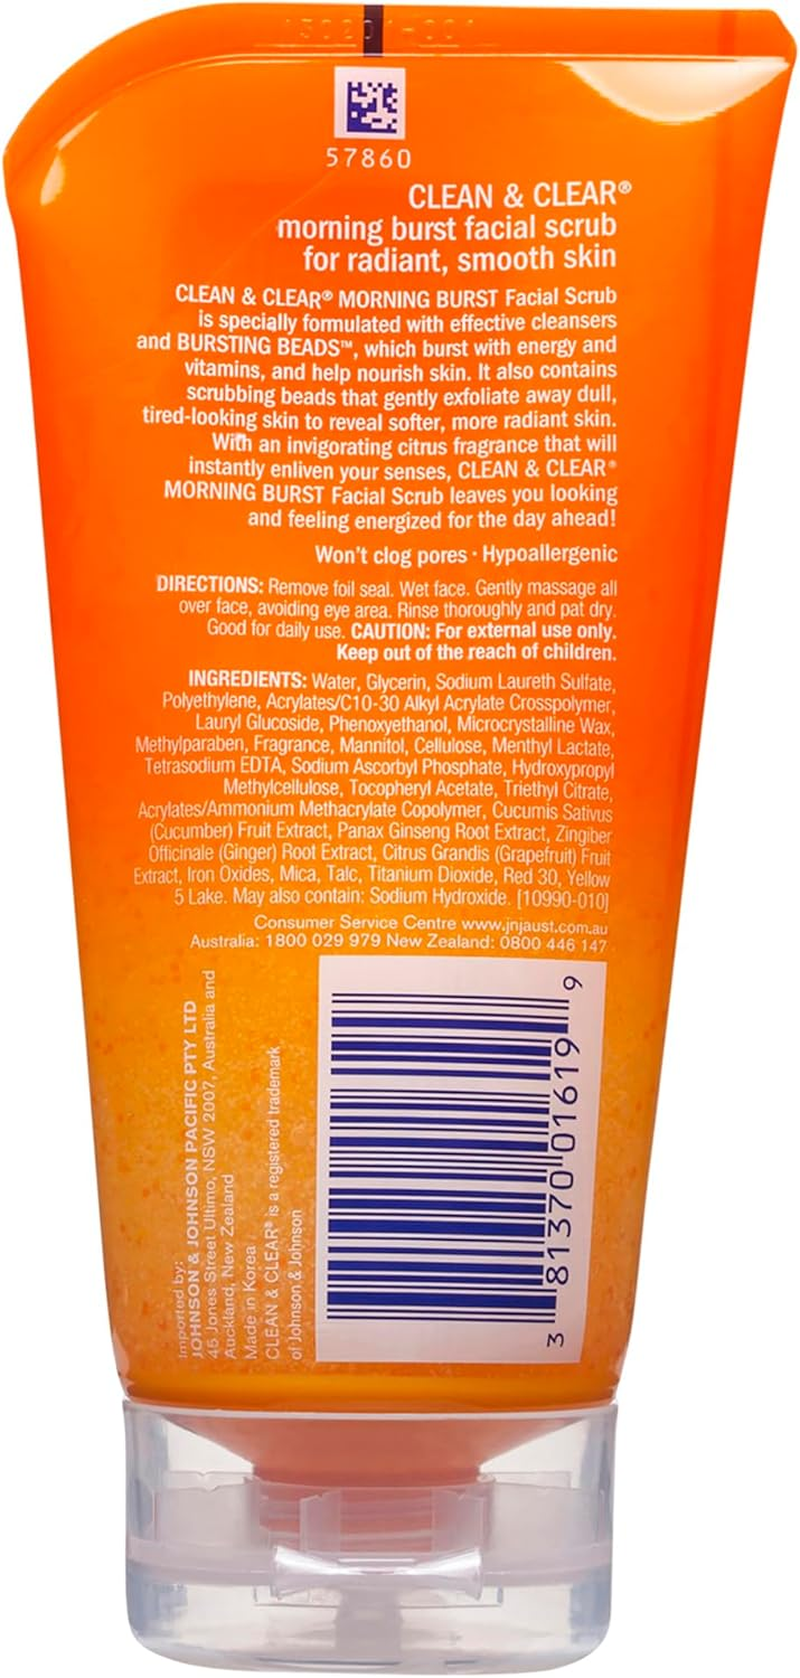 57860
CLEAN & CLEAR®
morning burst facial scrub
for radiant, smooth skin
CLEAN & CLEAR® MORNING BURST Facial Scrub
is specially formulated with effective cleansers
and BURSTING BEADS™, which burst with energy and
vitamins, and help nourish skin. It also contains
scrubbing beads that gently exfoliate away dull,
tired-looking skin to reveal softer, more radiant skin.
With an invigorating citrus fragrance that will
instantly enliven your senses, CLEAN & CLEAR®
MORNING BURST Facial Scrub leaves you looking
and feeling energized for the day ahead!
Won't clog pores · Hypoallergenic
DIRECTIONS: Remove foil seal. Wet face. Gently massage all
over face, avoiding eye area. Rinse thoroughly and pat dry.
Good for daily use. CAUTION: For external use only.
Keep out of the reach of children.
INGREDIENTS: Water, Glycerin, Sodium Laureth Sulfate,
Polyethylene, Acrylates/C10-30 Alkyl Acrylate Crosspolymer,
Lauryl Glucoside, Phenoxyethanol, Microcrystalline Wax,
Methylparaben, Fragrance, Mannitol, Cellulose, Menthyl Lactate,
Tetrasodium EDTA, Sodium Ascorbyl Phosphate, Hydroxypropyl
Methylcellulose, Tocopheryl Acetate, Triethyl Citrate,
Acrylates/Ammonium Methacrylate Copolymer, Cucumis Sativus
(Cucumber) Fruit Extract, Panax Ginseng Root Extract, Zingiber
Officinale (Ginger) Root Extract, Citrus Grandis (Grapefruit) Fruit
Extract, Iron Oxides, Mica, Talc, Titanium Dioxide, Red 30, Yellow
5 Lake. May also contain: Sodium Hydroxide. [10990-010]
Consumer Service Centre www.jnjaust.com.au
Australia: 1800 029 979 New Zealand: 0800 446 147
Imported by:
JOHNSON & JOHNSON PACIFIC PTY LTD
45 Jones Street Ultimo, NSW 2007, Australia and
Auckland, New Zealand
Made in Korea
CLEAN & CLEAR® is a registered trademark
of Johnson & Johnson
3 81370 01619 9